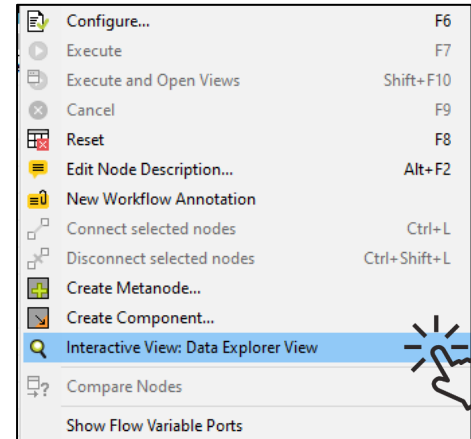 Configure... F6
Execute F7
Execute and Open Views Shift+F10
Cancel F9
Reset F8
Edit Node Description... Alt+F2
New Workflow Annotation
Connect selected nodes Ctrl+L
Disconnect selected nodes Ctrl+Shift+L
Create Metanode...
Create Component...
Interactive View: Data Explorer View
Compare Nodes
Show Flow Variable Ports